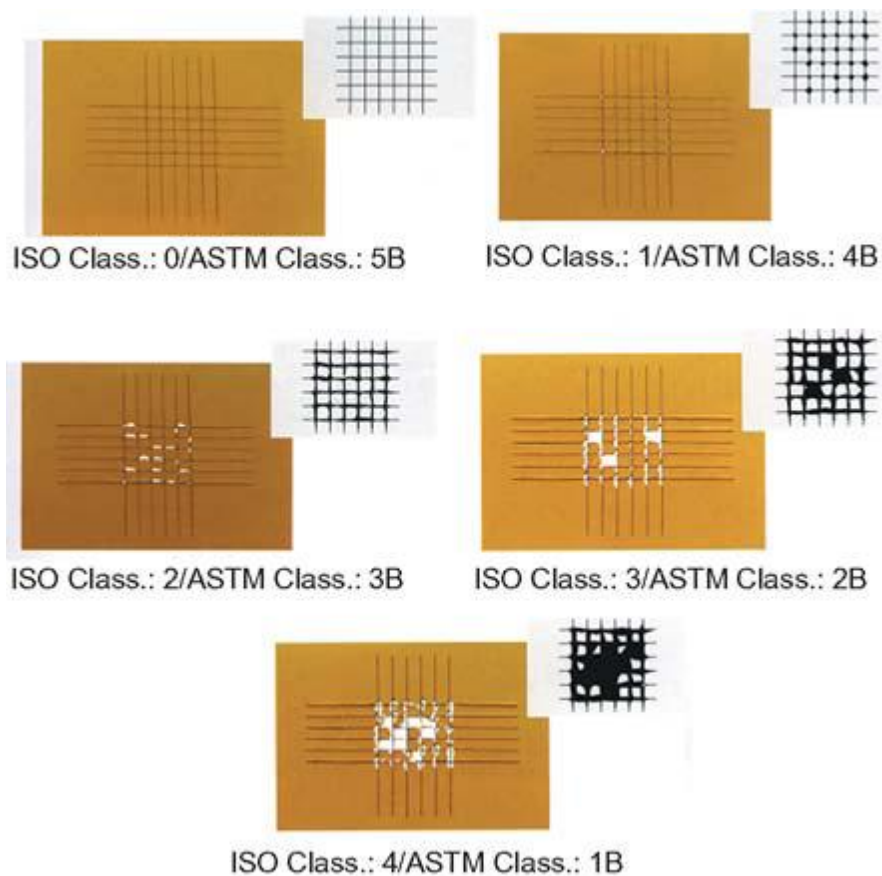 ISO Class.: 0/ASTM Class.: 5B
ISO Class.: 1/ASTM Class.: 4B
ISO Class.: 2/ASTM Class.: 3B
ISO Class.: 3/ASTM Class.: 2B
ISO Class.: 4/ASTM Class.: 1B